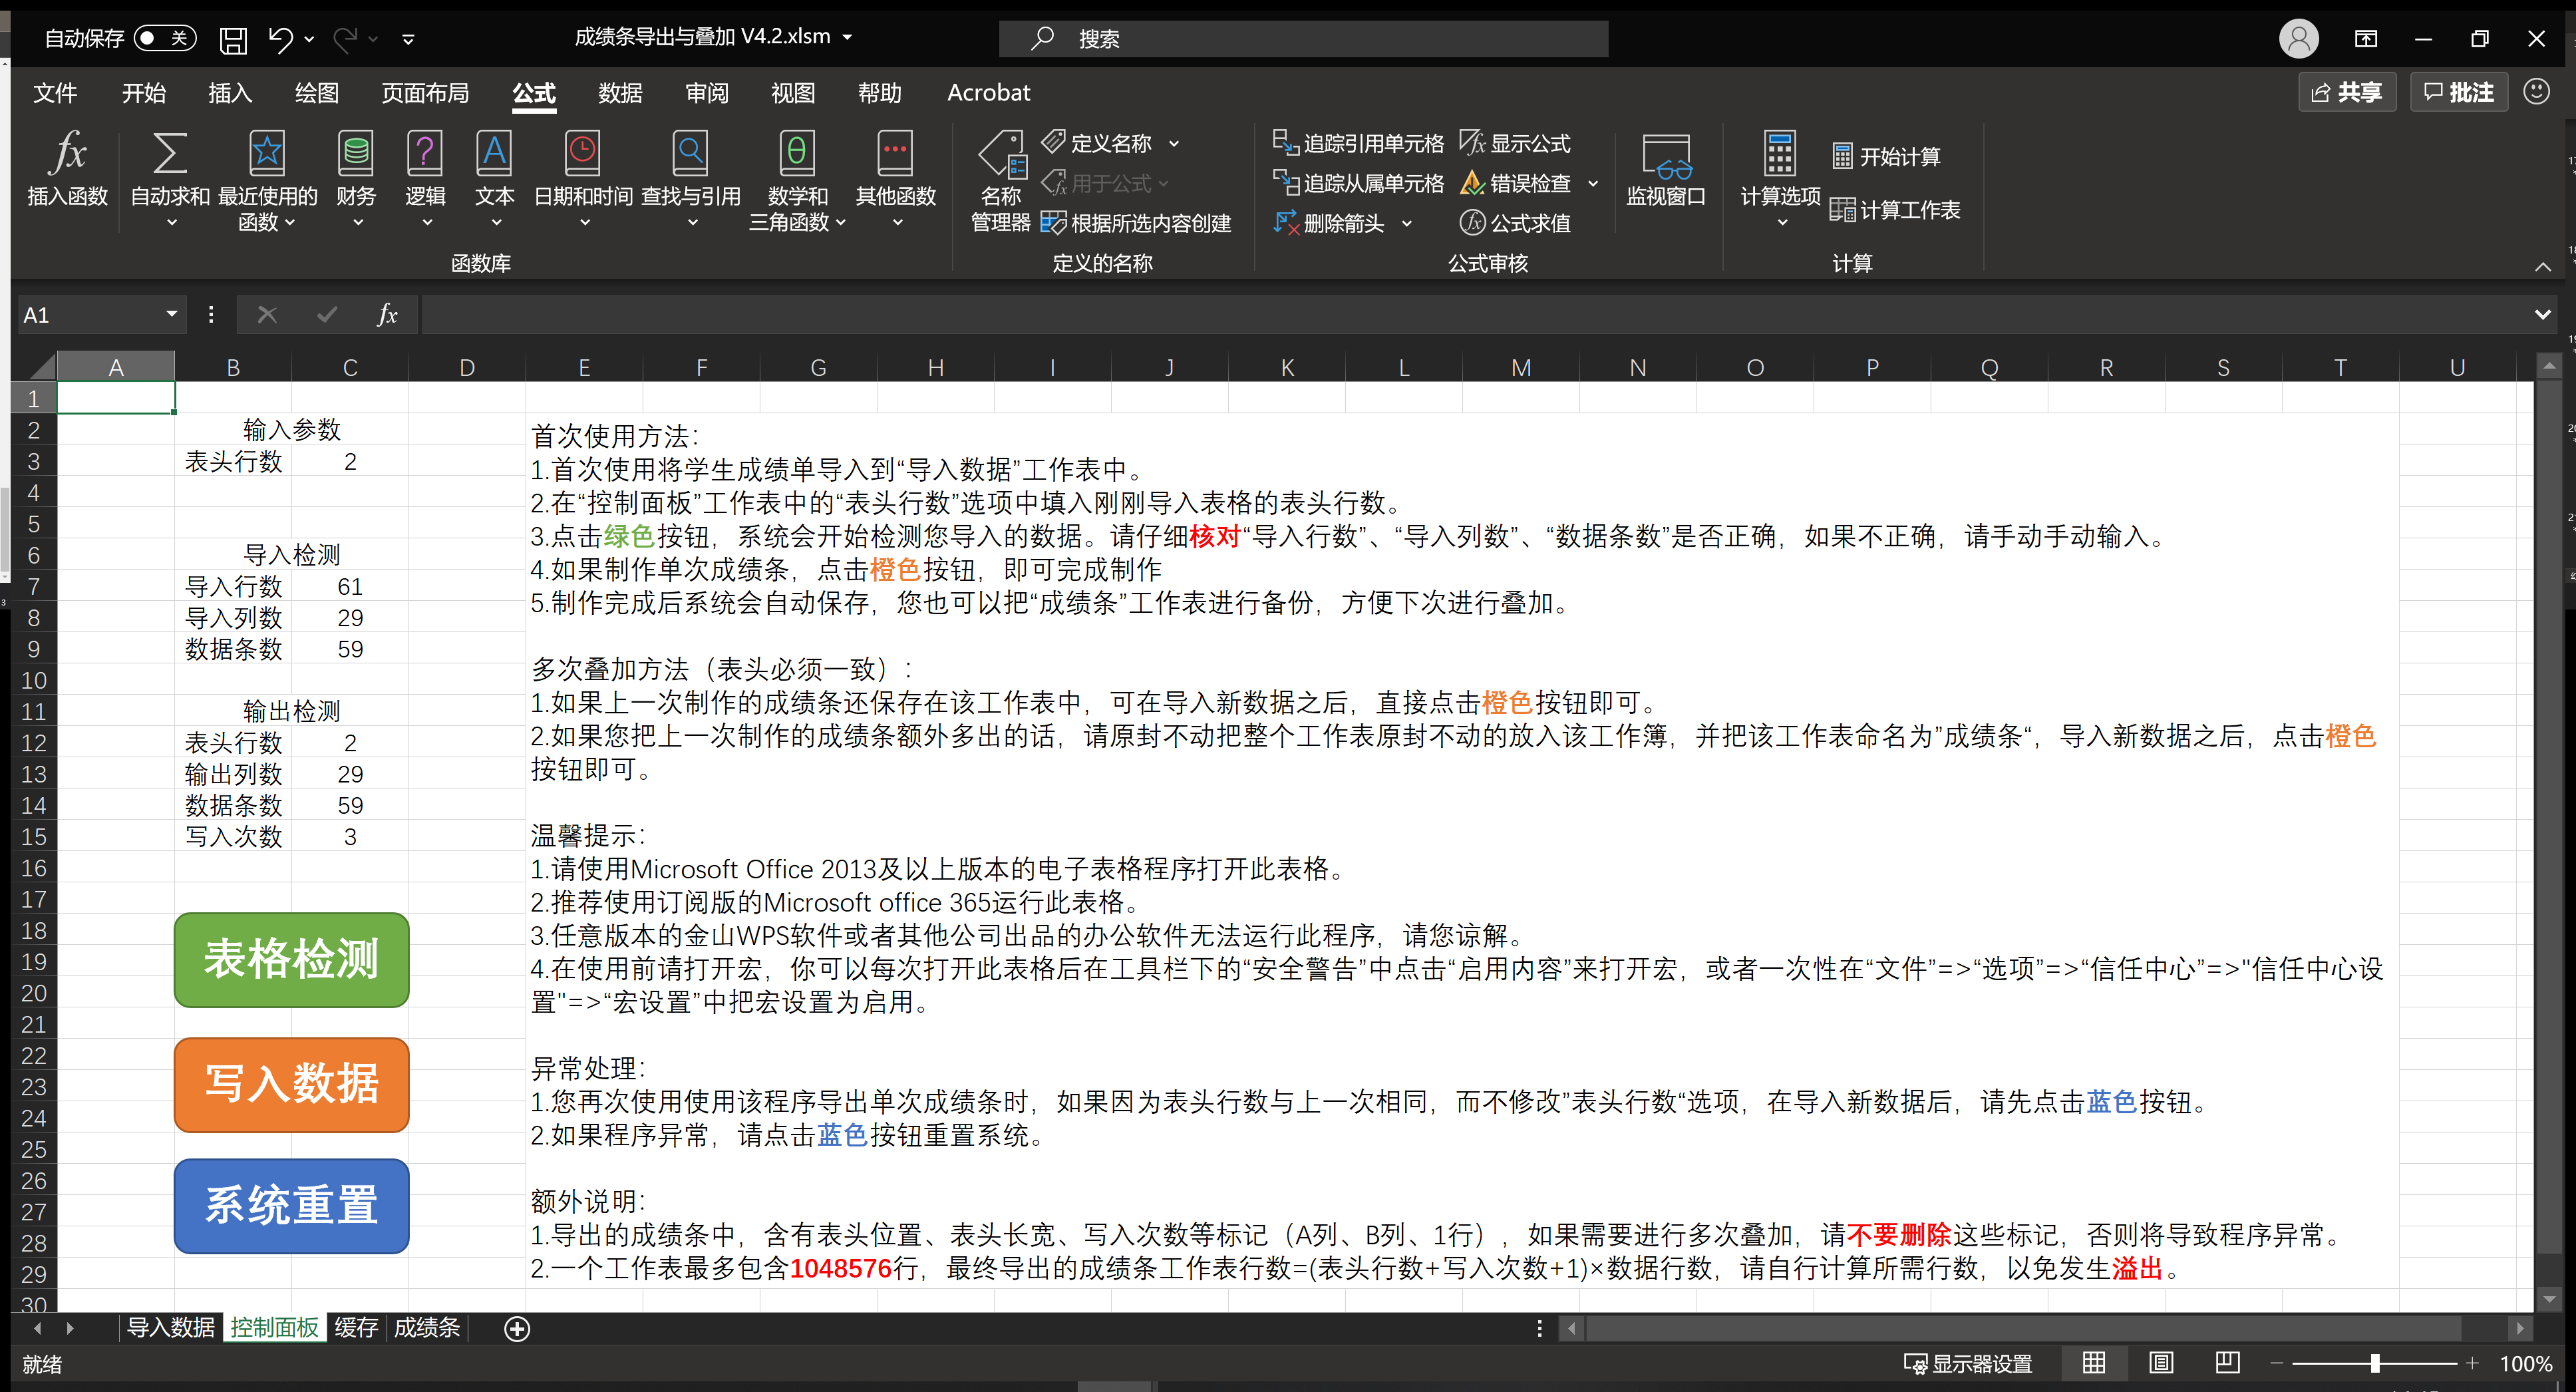 自动保存 关 成绩条导出与叠加 V4.2.xlsm 搜索
文件 开始 插入 绘图 页面布局 公式 数据 审阅 视图 帮助 Acrobat 共享 批注
插入函数 自动求和 最近使用的函数 财务 逻辑 文本 日期和时间 查找与引用 数学和三角函数 其他函数
函数库
名称管理器 定义名称 用于公式 根据所选内容创建
定义的名称
追踪引用单元格 显示公式
追踪从属单元格 错误检查
删除箭头 公式求值
公式审核
监视窗口
计算选项 开始计算 计算工作表
计算
A1 fx
A B C D E F G H I J K L M N O P Q R S T U
1
2 输入参数
3 表头行数 2
4
5
6 导入检测
7 导入行数 61
8 导入列数 29
9 数据条数 59
10
11 输出检测
12 表头行数 2
13 输出列数 29
14 数据条数 59
15 写入次数 3
16
17
18
19
20
21
22
23
24
25
26
27
28
29
30
表格检测
写入数据
系统重置
首次使用方法：
1.首次使用将学生成绩单导入到“导入数据”工作表中。
2.在“控制面板”工作表中的“表头行数”选项中填入刚刚导入表格的表头行数。
3.点击绿色按钮，系统会开始检测您导入的数据。请仔细核对“导入行数”、“导入列数”、“数据条数”是否正确，如果不正确，请手动手动输入。
4.如果制作单次成绩条，点击橙色按钮，即可完成制作
5.制作完成后系统会自动保存，您也可以把“成绩条”工作表进行备份，方便下次进行叠加。
多次叠加方法（表头必须一致）：
1.如果上一次制作的成绩条还保存在该工作表中，可在导入新数据之后，直接点击橙色按钮即可。
2.如果您把上一次制作的成绩条额外多出的话，请原封不动把整个工作表原封不动的放入该工作簿，并把该工作表命名为”成绩条“，导入新数据之后，点击橙色
按钮即可。
温馨提示：
1.请使用Microsoft Office 2013及以上版本的电子表格程序打开此表格。
2.推荐使用订阅版的Microsoft office 365运行此表格。
3.任意版本的金山WPS软件或者其他公司出品的办公软件无法运行此程序，请您谅解。
4.在使用前请打开宏，你可以每次打开此表格后在工具栏下的“安全警告”中点击“启用内容”来打开宏，或者一次性在“文件”=>“选项”=>“信任中心”=>"信任中心设
置"=>“宏设置”中把宏设置为启用。
异常处理：
1.您再次使用使用该程序导出单次成绩条时，如果因为表头行数与上一次相同，而不修改”表头行数“选项，在导入新数据后，请先点击蓝色按钮。
2.如果程序异常，请点击蓝色按钮重置系统。
额外说明：
1.导出的成绩条中，含有表头位置、表头长宽、写入次数等标记（A列、B列、1行），如果需要进行多次叠加，请不要删除这些标记，否则将导致程序异常。
2.一个工作表最多包含1048576行，最终导出的成绩条工作表行数=(表头行数+写入次数+1)×数据行数，请自行计算所需行数，以免发生溢出。
导入数据 控制面板 缓存 成绩条
就绪 显示器设置 100%